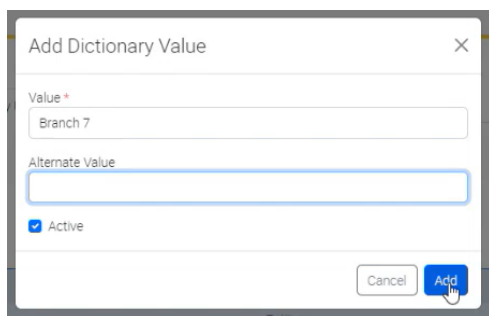 Add Dictionary Value
Value *
Branch 7
Alternate Value
Active
Cancel
Add